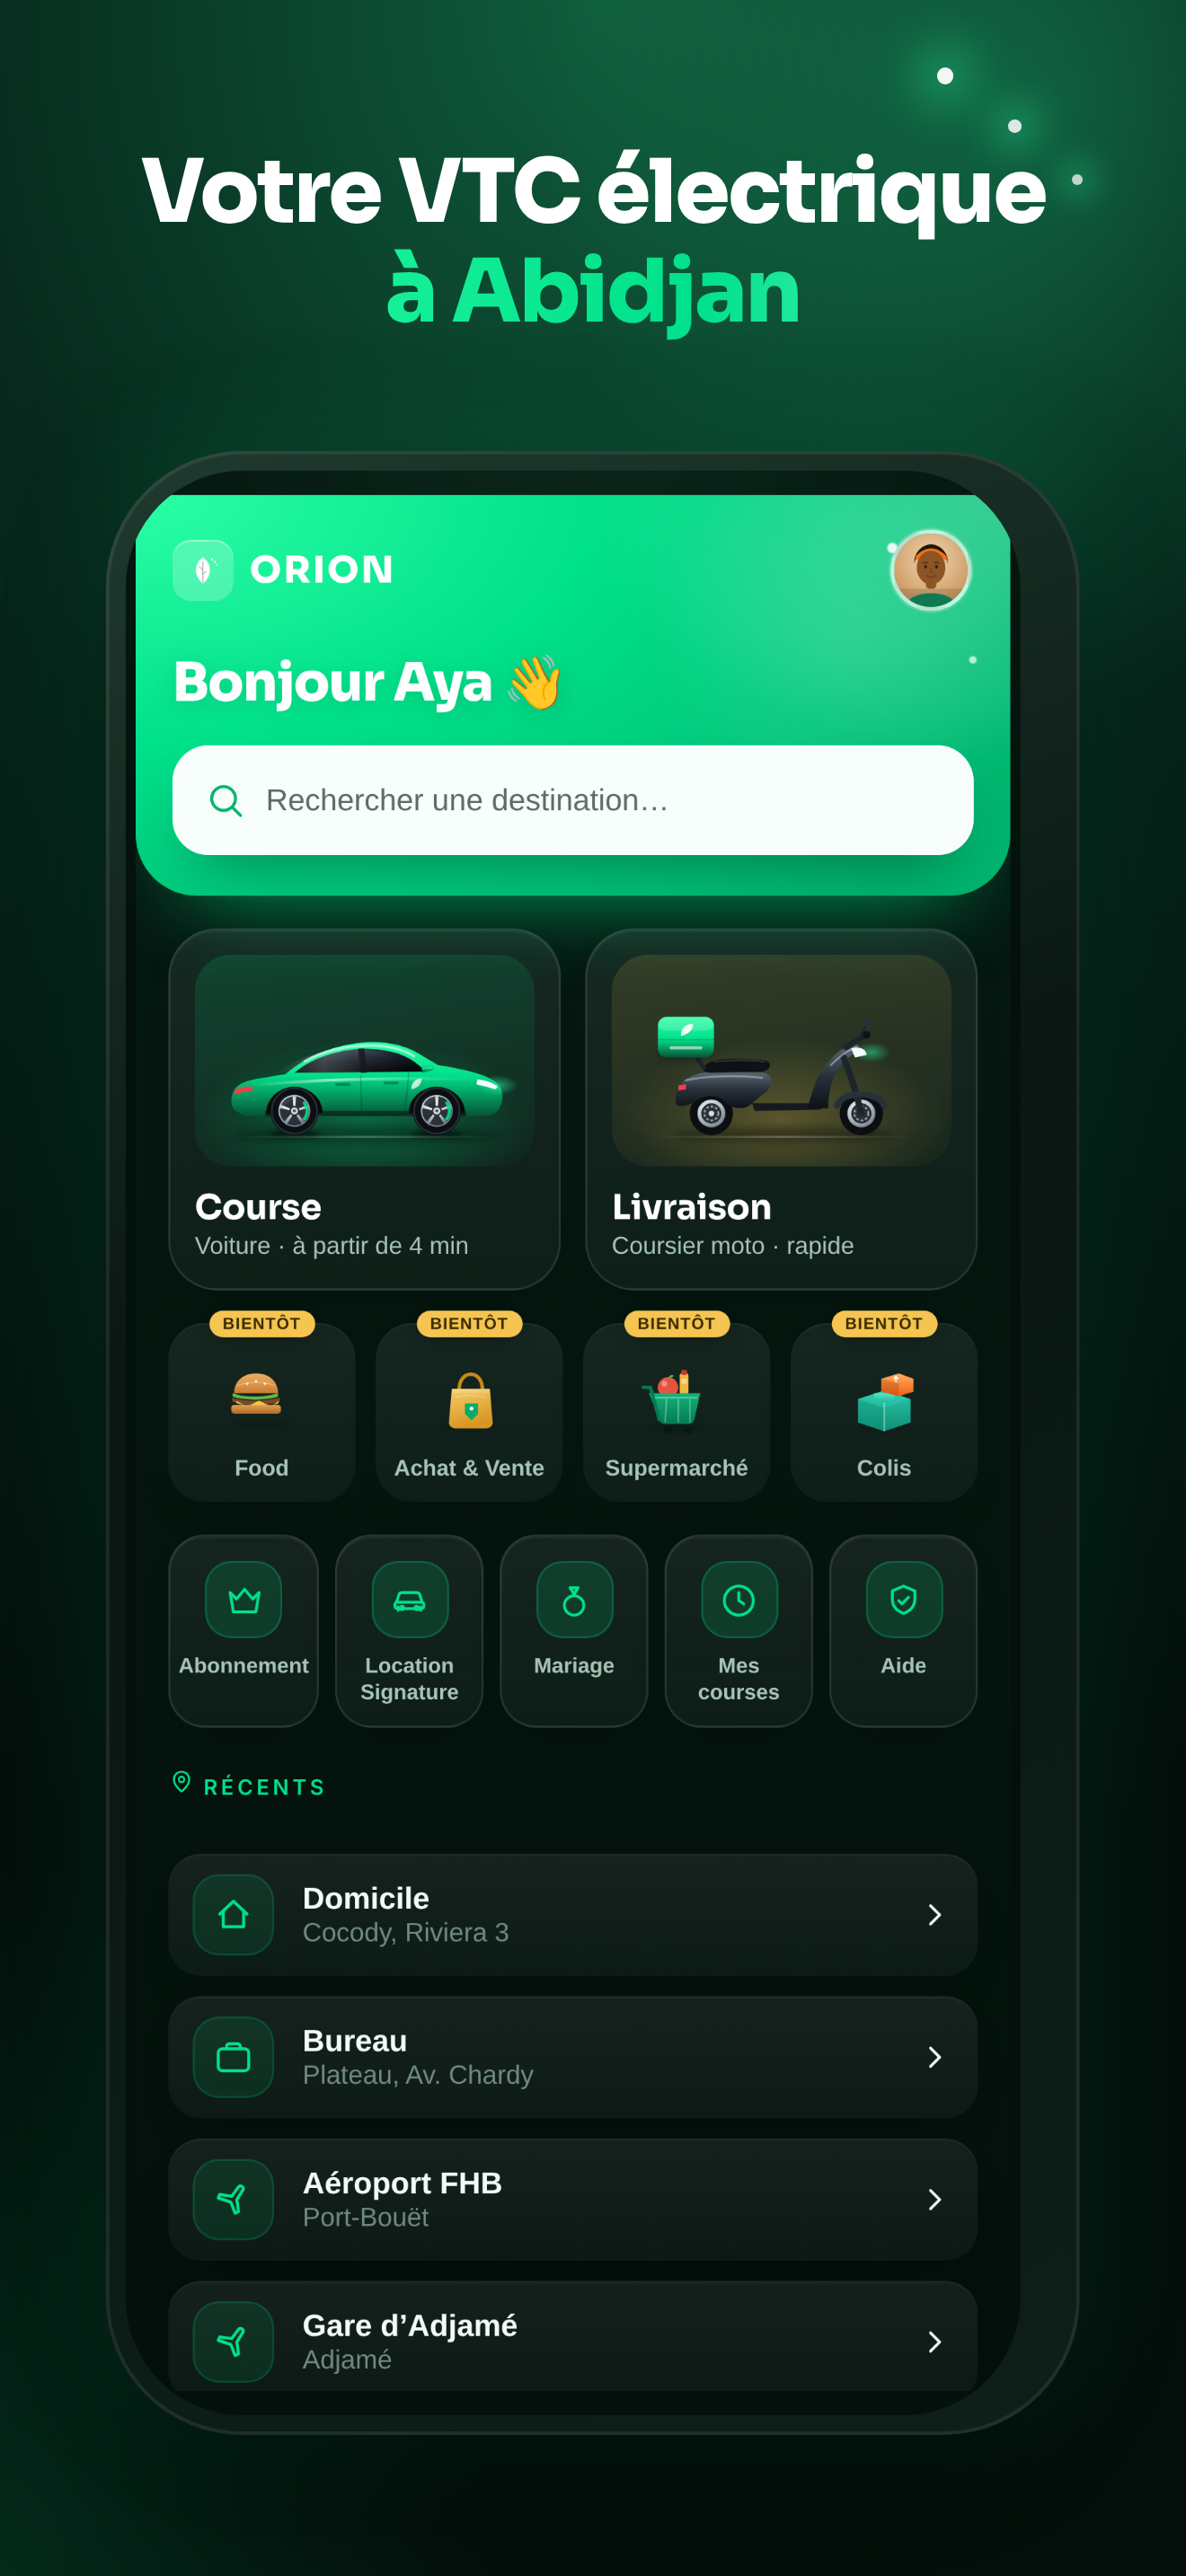 Votre VTC électrique
à Abidjan
ORION
Bonjour Aya 👋
Rechercher une destination…
Course
Voiture · à partir de 4 min
Livraison
Coursier moto · rapide
BIENTÔT
BIENTÔT
BIENTÔT
BIENTÔT
Food
Achat & Vente
Supermarché
Colis
Abonnement
Location
Signature
Mariage
Mes
courses
Aide
RÉCENTS
Domicile
Cocody, Riviera 3
Bureau
Plateau, Av. Chardy
Aéroport FHB
Port-Bouët
Gare d’Adjamé
Adjamé